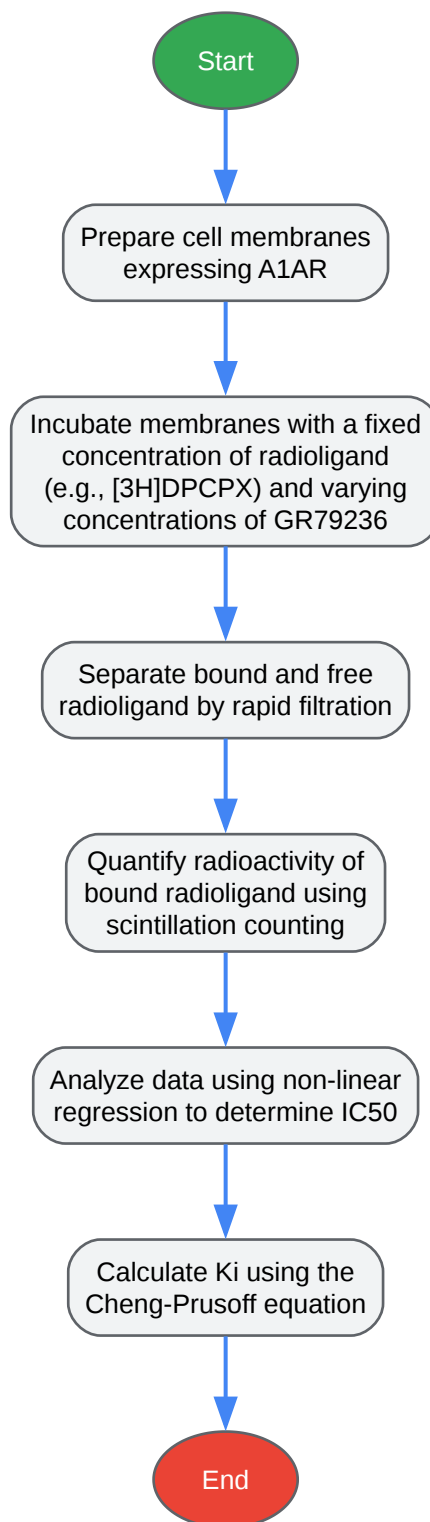 Start
Prepare cell membranes
expressing A1AR
Incubate membranes with a fixed
concentration of radioligand
(e.g., [3H]DPCPX) and varying
concentrations of GR79236
Separate bound and free
radioligand by rapid filtration
Quantify radioactivity of
bound radioligand using
scintillation counting
Analyze data using non-linear
regression to determine IC50
Calculate Ki using the
Cheng-Prusoff equation
End